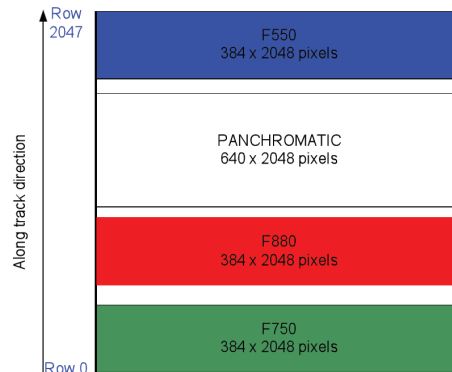 Row
2047
F550
384 x 2048 pixels
PANCHROMATIC
640 x 2048 pixels
Along track direction
F880
384 x 2048 pixels
F750
384 x 2048 pixels
Row 0